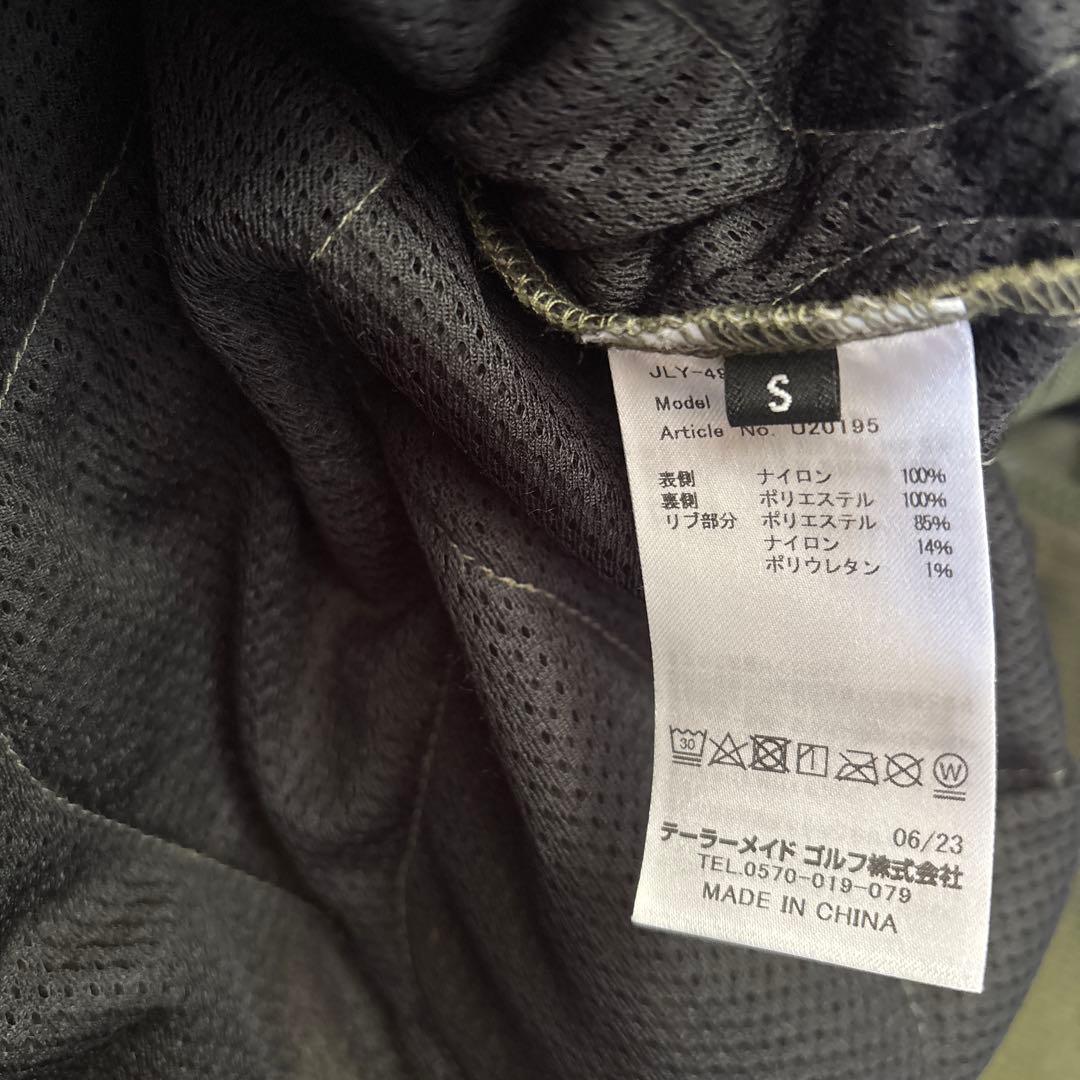 JLY-49
S
Model
Article No. U20195
表側 ナイロン 100%
裏側 ポリエステル 100%
リブ部分 ポリエステル 85%
ナイロン 14%
ポリウレタン 1%
30
W
06/23
テーラーメイド ゴルフ株式会社
TEL.0570-019-079
MADE IN CHINA